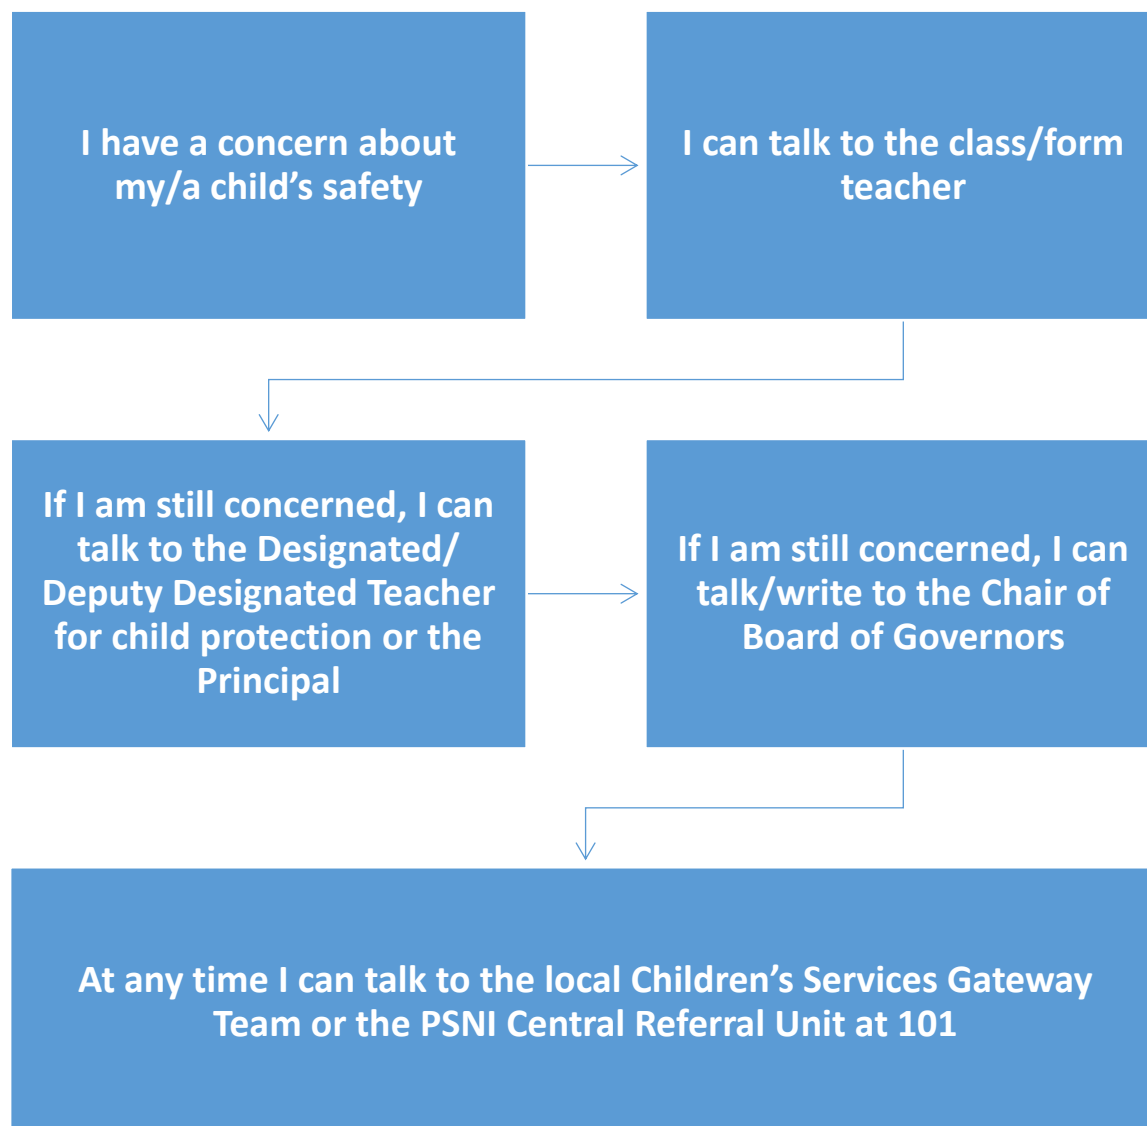 I have a concern about
my/a child’s safety
I can talk to the class/form
teacher
If I am still concerned, I can
talk to the Designated/
Deputy Designated Teacher
for child protection or the
Principal
If I am still concerned, I can
talk/write to the Chair of
Board of Governors
At any time I can talk to the local Children’s Services Gateway
Team or the PSNI Central Referral Unit at 101